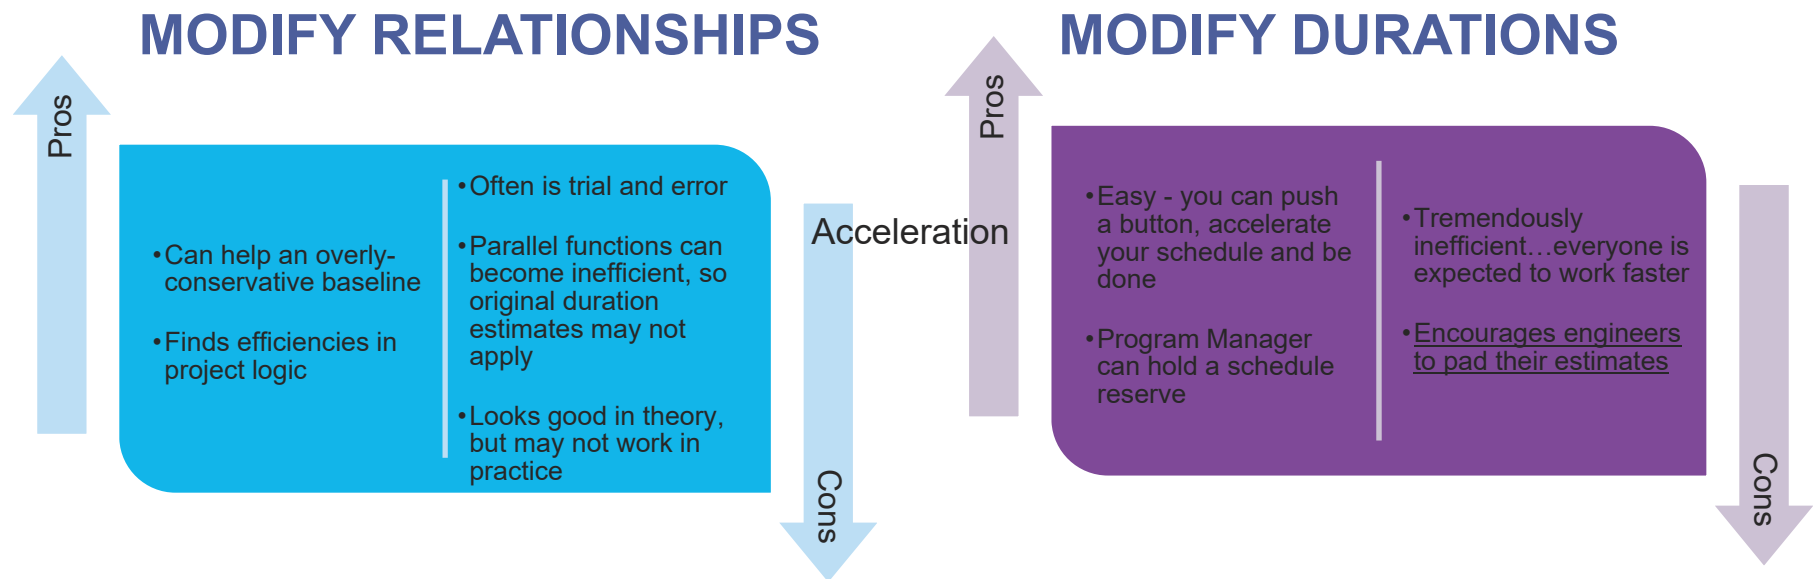 MODIFY RELATIONSHIPS
Pros
•Can help an overly-
conservative baseline
•Finds efficiencies in
project logic
•Often is trial and error
•Parallel functions can
become inefficient, so
original duration
estimates may not
apply
•Looks good in theory,
but may not work in
practice
Cons
Acceleration
MODIFY DURATIONS
Pros
•Easy - you can push
a button, accelerate
your schedule and be
done
•Program Manager
can hold a schedule
reserve
•Tremendously
inefficient…everyone is
expected to work faster
•Encourages engineers
to pad their estimates
Cons